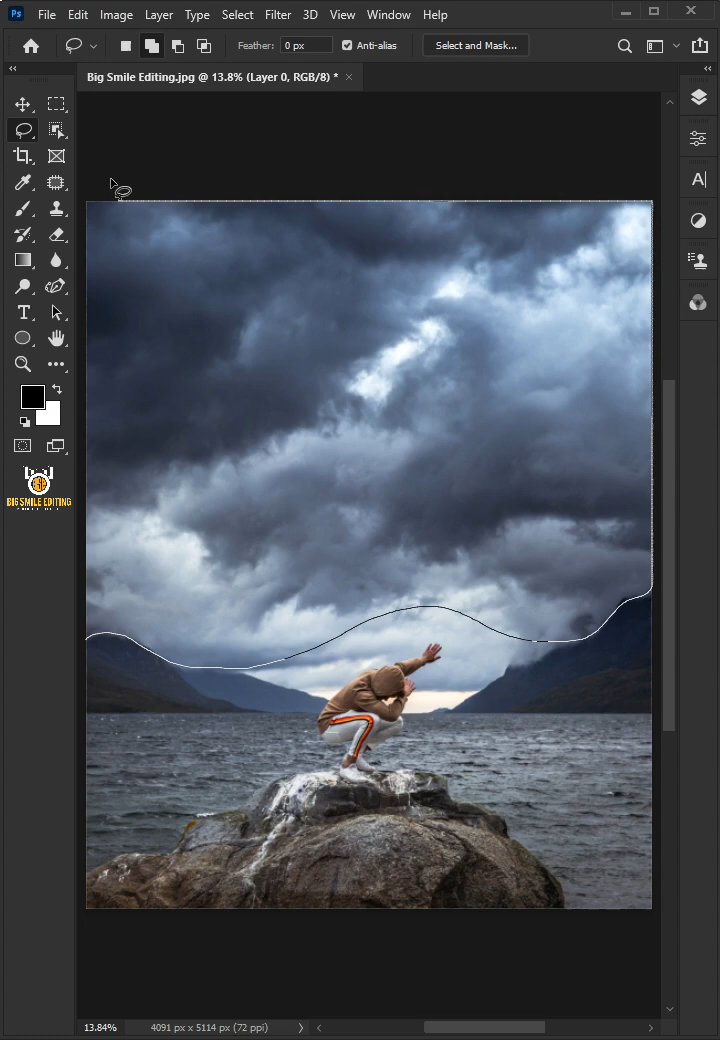 Ps File Edit Image Layer Type Select Filter 3D View Window Help
Feather: 0 px Anti-alias Select and Mask...
Big Smile Editing.jpg @ 13.8% (Layer 0, RGB/8) *
A
T
BIG SMILE EDITING
13.84% 4091 px x 5114 px (72 ppi)